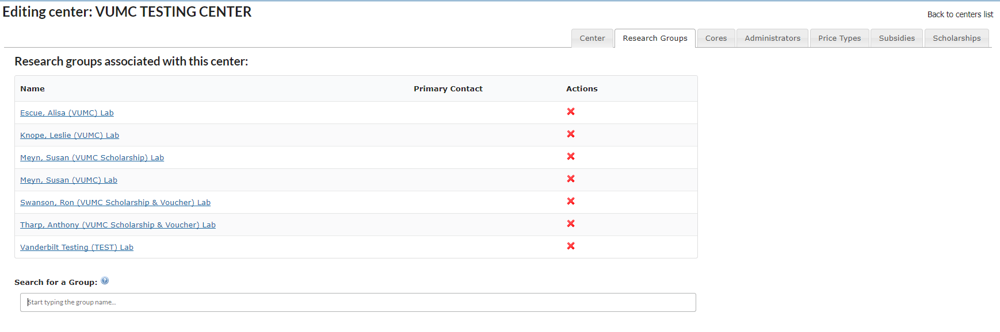 Editing center: VUMC TESTING CENTER
Back to centers list
Center Research Groups Cores Administrators Price Types Subsidies Scholarships
Research groups associated with this center:
Name Primary Contact Actions
Escue, Alisa (VUMC) Lab
Knope, Leslie (VUMC) Lab
Meyn, Susan (VUMC Scholarship) Lab
Meyn, Susan (VUMC) Lab
Swanson, Ron (VUMC Scholarship & Voucher) Lab
Tharp, Anthony (VUMC Scholarship & Voucher) Lab
Vanderbilt Testing (TEST) Lab
Search for a Group: ?
Start typing the group name...